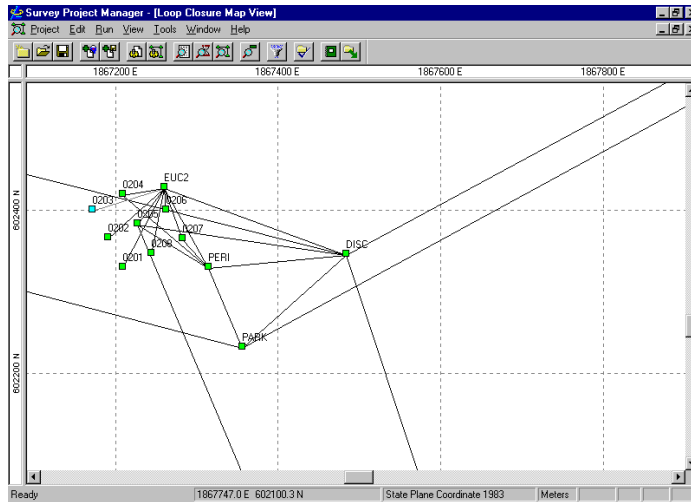 Survey Project Manager - [Loop Closure Map View]
Project Edit Run View Tools Window Help
1867200 E 1867400 E 1867600 E 1867800 E
EUC2
0204
0203
0206
602400 N
0205
0202
0207
DISC
0208
0201
PERI
PARK
602200 N
Ready 1867747.0 E 602100.3 N State Plane Coordinate 1983 Meters